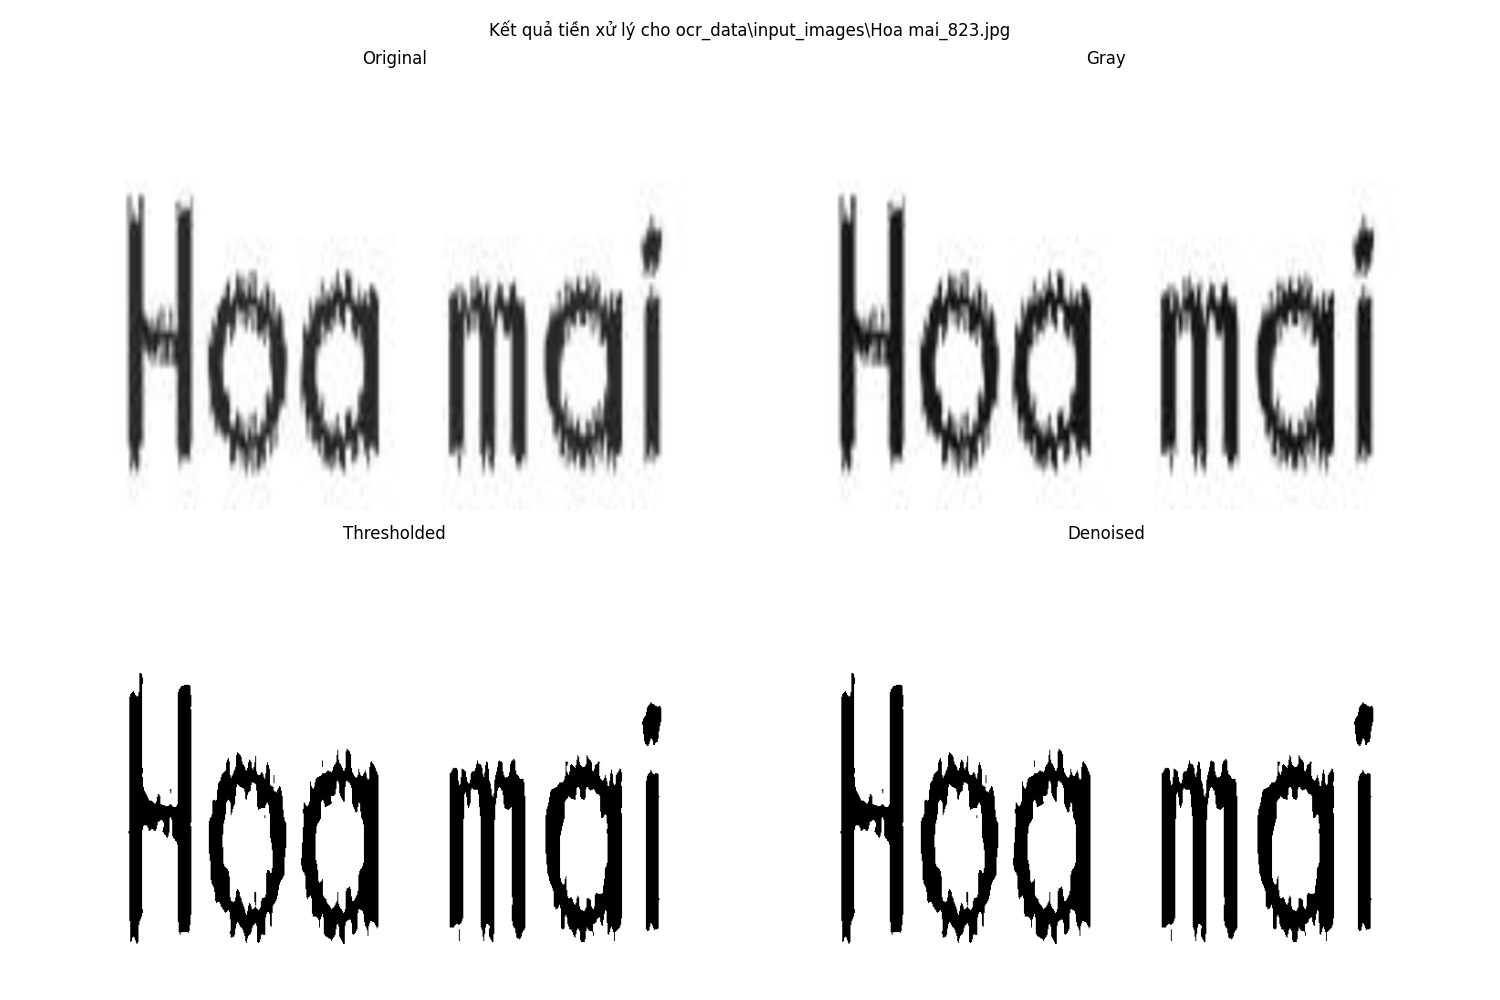 Kết quả tiền xử lý cho ocr_data\input_images\Hoa mai_823.jpg
Original
Gray
Hoa mai
Hoa mai
Thresholded
Denoised
Hoa mai
Hoa mai